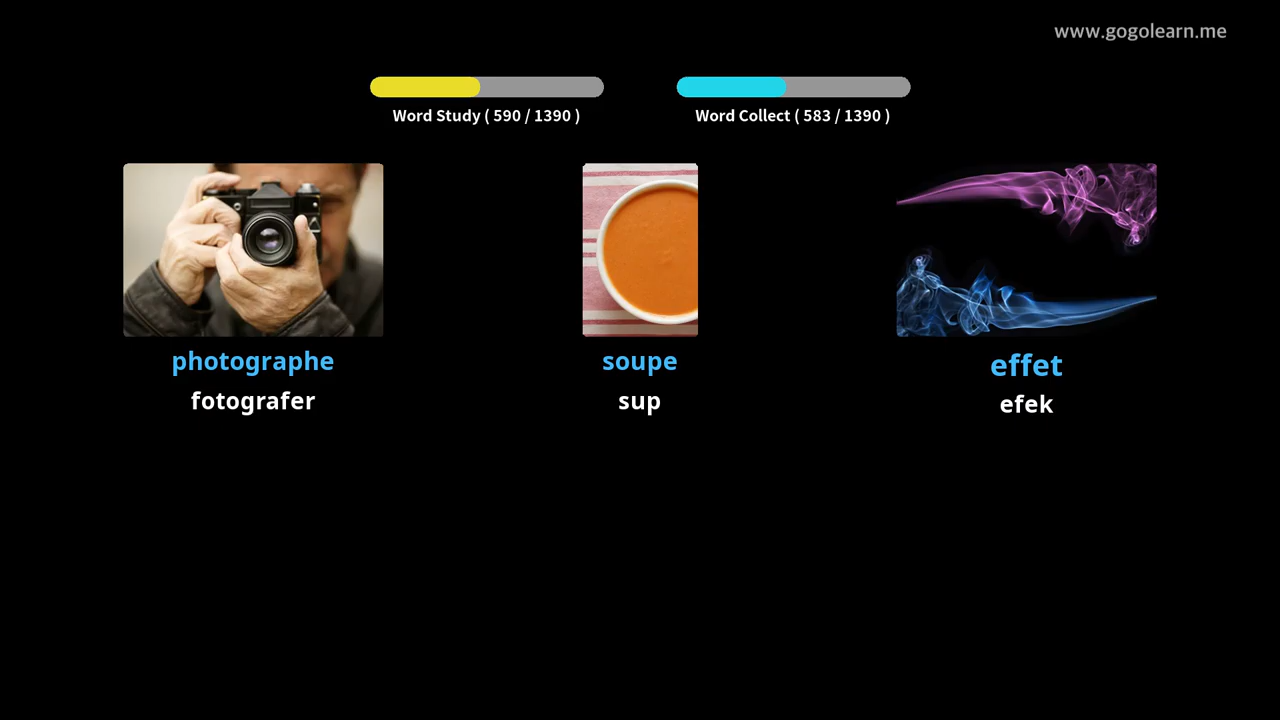 www.gogolearn.me
Word Study ( 590 / 1390 )
Word Collect ( 583 / 1390 )
photographe
fotografer
soupe
sup
effet
efek